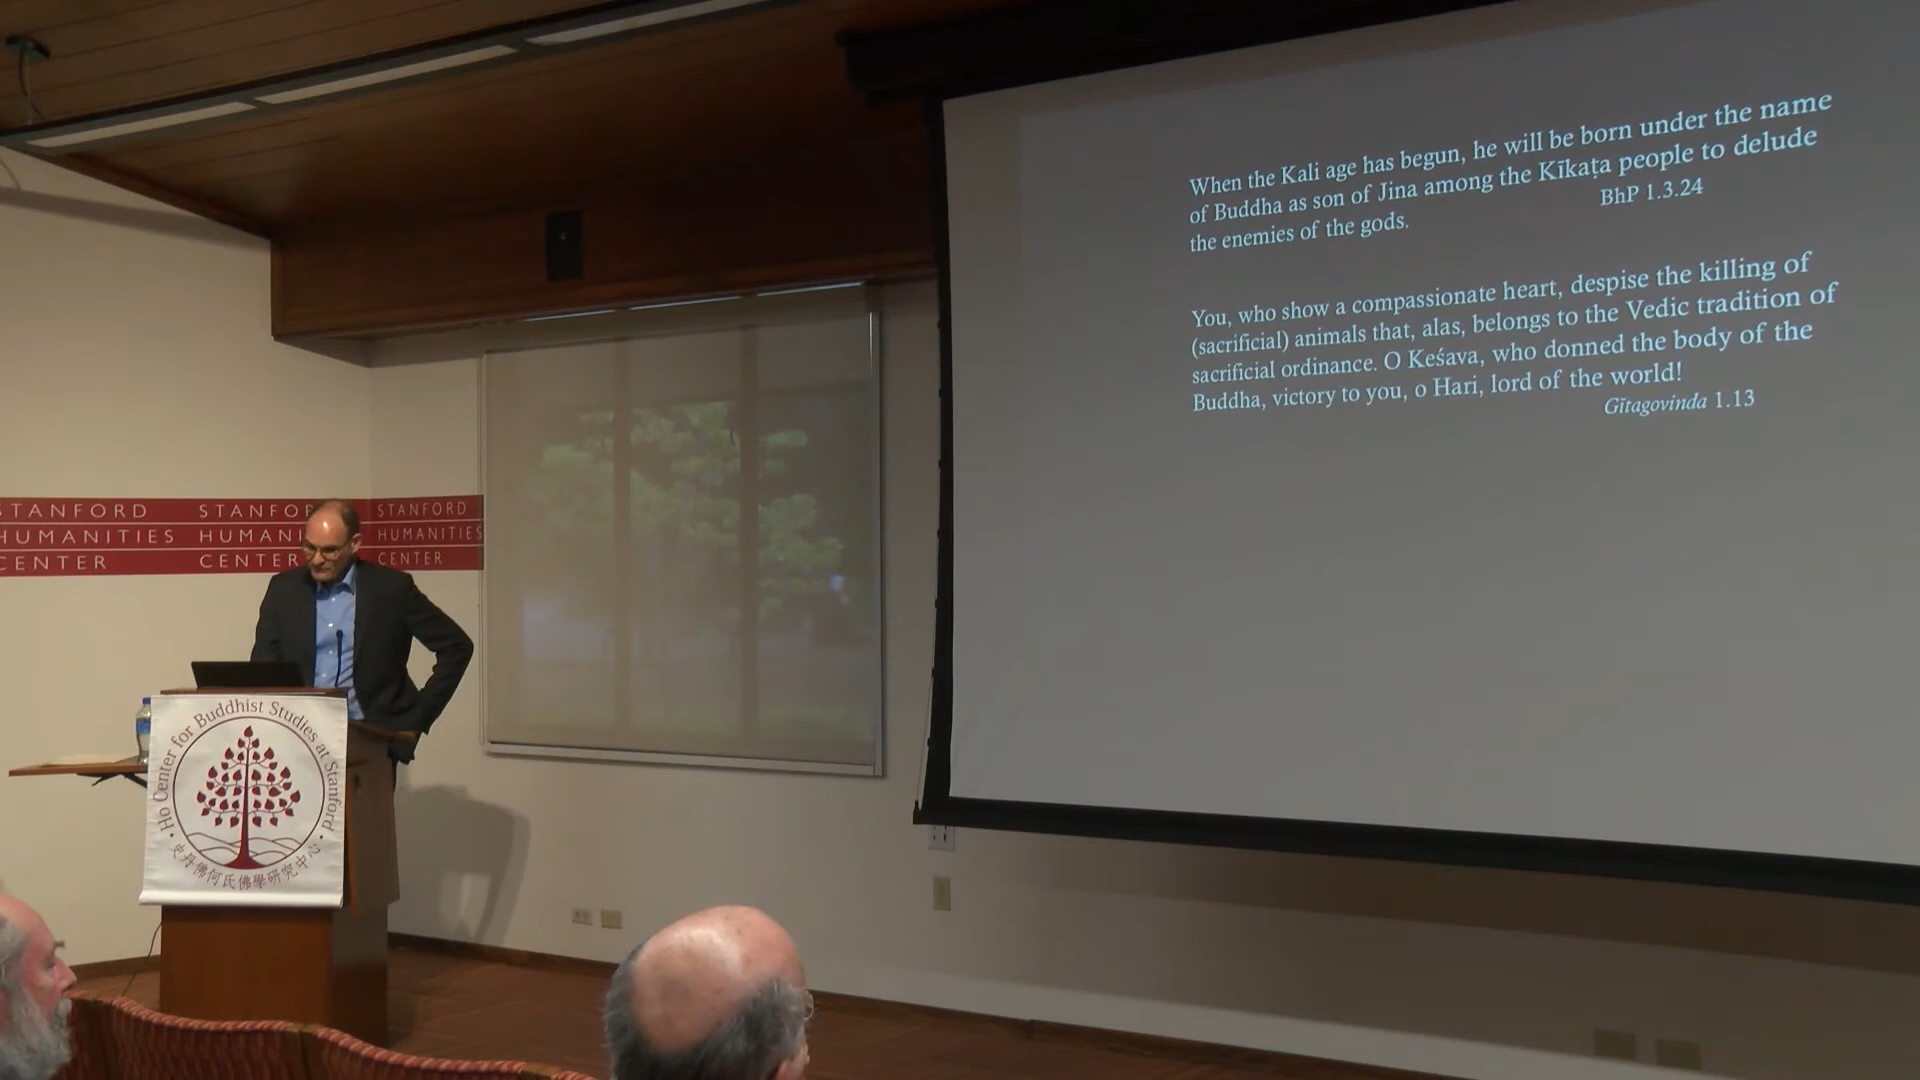 When the Kali age has begun, he will be born under the name
of Buddha as son of Jina among the Kīkaṭa people to delude
the enemies of the gods.
BhP 1.3.24
You, who show a compassionate heart, despise the killing of
(sacrificial) animals that, alas, belongs to the Vedic tradition of
sacrificial ordinance. O Keśava, who donned the body of the
Buddha, victory to you, o Hari, lord of the world!
Gītagovinda 1.13
STANFORD STANFOR STANFORD
HUMANITIES HUMANI HUMANITIES
CENTER CENTER CENTER
Ho Center for Buddhist Studies at Stanford
史丹佛何氏佛學研究中心